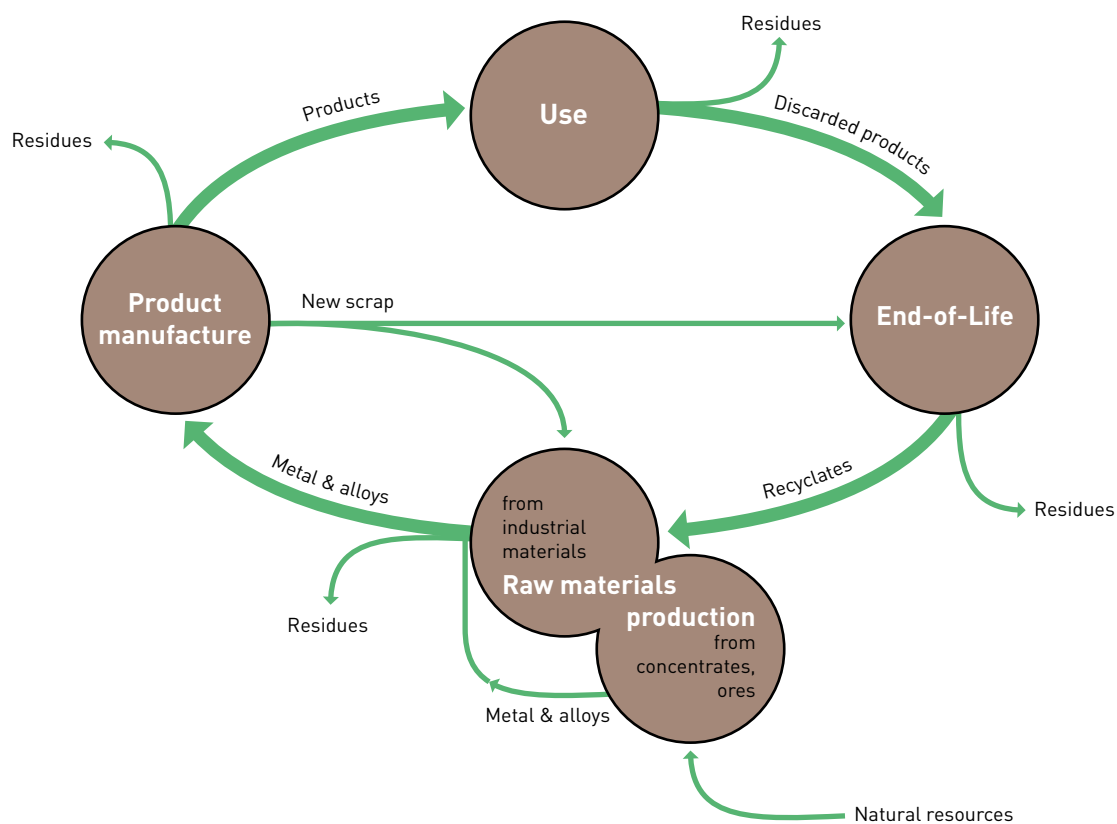 Residues
Use
Products
Discarded products
Residues
Product
manufacture
New scrap
End-of-Life
Metal & alloys
Recyclates
from
industrial
materials
Residues
Raw materials
production
from
concentrates,
ores
Residues
Metal & alloys
Natural resources